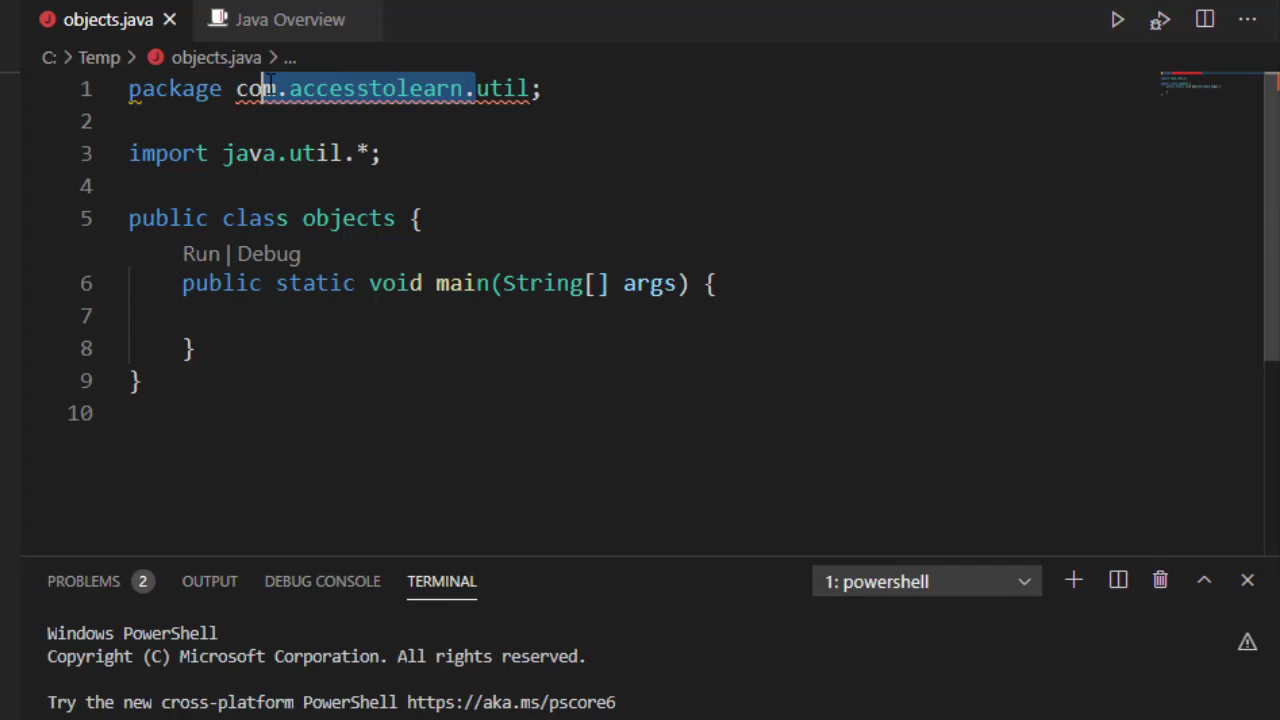 objects.java Java Overview
C: > Temp > objects.java > ...
1 package com.accesstolearn.util;
2
3 import java.util.*;
4
5 public class objects {
Run | Debug
6 public static void main(String[] args) {
7
8 }
9 }
10
PROBLEMS 2 OUTPUT DEBUG CONSOLE TERMINAL 1: powershell
Windows PowerShell
Copyright (C) Microsoft Corporation. All rights reserved.
Try the new cross-platform PowerShell https://aka.ms/pscore6